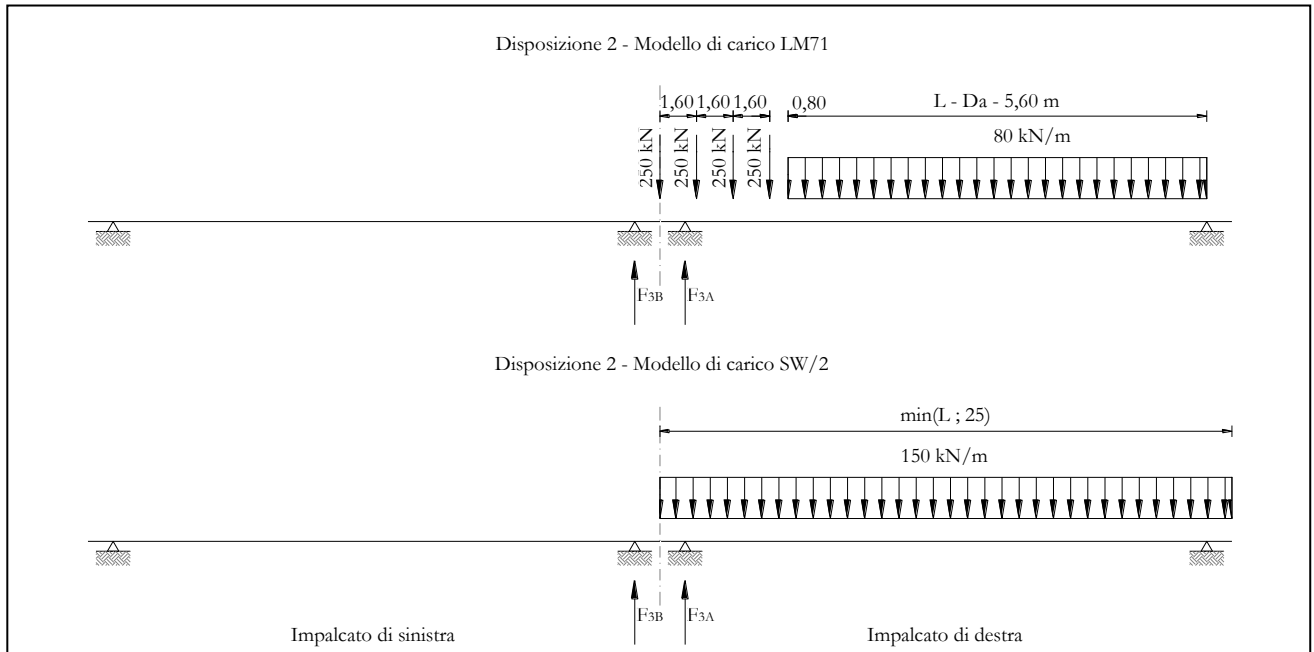 Disposizione 2 - Modello di carico LM71
1,60 1,60 1,60 0,80 L - Da - 5,60 m
250 kN 250 kN 250 kN 250 kN 80 kN/m
F3B F3A
Disposizione 2 - Modello di carico SW/2
min(L ; 25)
150 kN/m
F3B F3A
Impalcato di sinistra Impalcato di destra